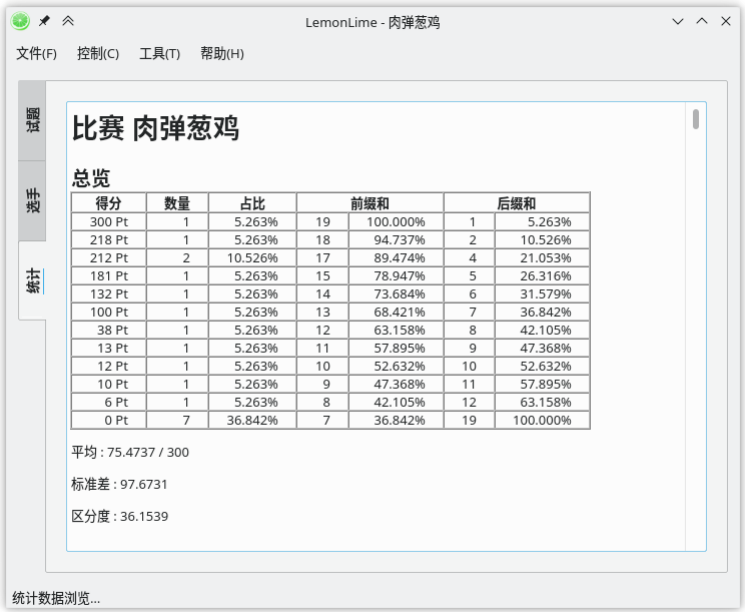 LemonLime - 肉弹葱鸡
文件(F) 控制(C) 工具(T) 帮助(H)
试题
选手
统计
比赛 肉弹葱鸡
总览
得分 数量 占比 前缀和 后缀和
300 Pt 1 5.263% 19 100.000% 1 5.263%
218 Pt 1 5.263% 18 94.737% 2 10.526%
212 Pt 2 10.526% 17 89.474% 4 21.053%
181 Pt 1 5.263% 15 78.947% 5 26.316%
132 Pt 1 5.263% 14 73.684% 6 31.579%
100 Pt 1 5.263% 13 68.421% 7 36.842%
38 Pt 1 5.263% 12 63.158% 8 42.105%
13 Pt 1 5.263% 11 57.895% 9 47.368%
12 Pt 1 5.263% 10 52.632% 10 52.632%
10 Pt 1 5.263% 9 47.368% 11 57.895%
6 Pt 1 5.263% 8 42.105% 12 63.158%
0 Pt 7 36.842% 7 36.842% 19 100.000%
平均 : 75.4737 / 300
标准差 : 97.6731
区分度 : 36.1539
统计数据浏览...